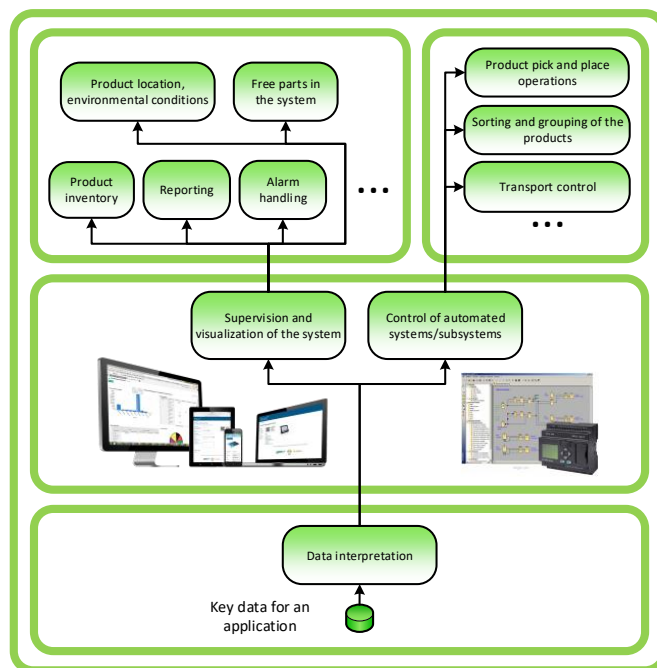 Product location,
environmental conditions
Free parts in
the system
Product
inventory
Reporting
Alarm
handling
...
Product pick and place
operations
Sorting and grouping of the
products
Transport control
...
Supervision and
visualization of the system
Control of automated
systems/subsystems
Data interpretation
Key data for an
application